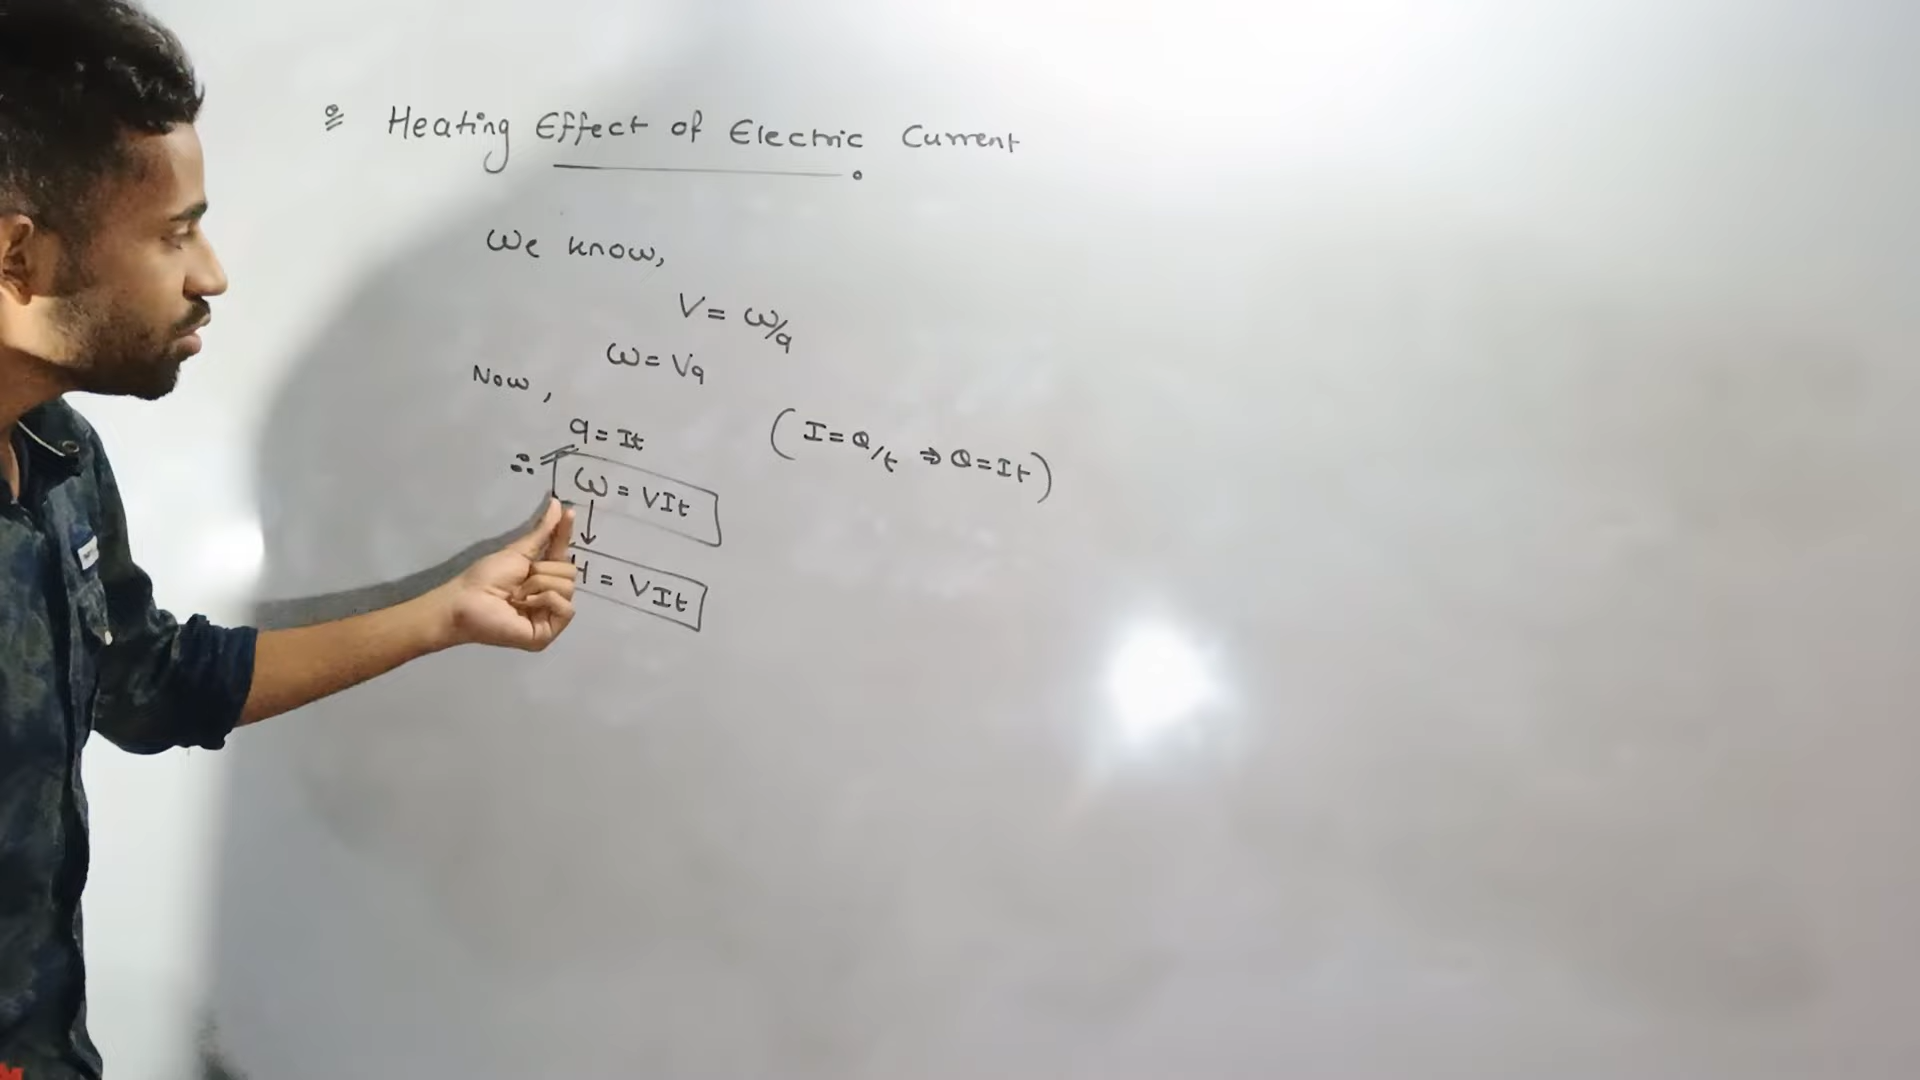 Heating Effect of Electric Current
We know,
V = W/q
W = Vq
Now,
q = It (I = Q/t ⇒ Q = It)
∴ W = VIt
↓
H = VIt